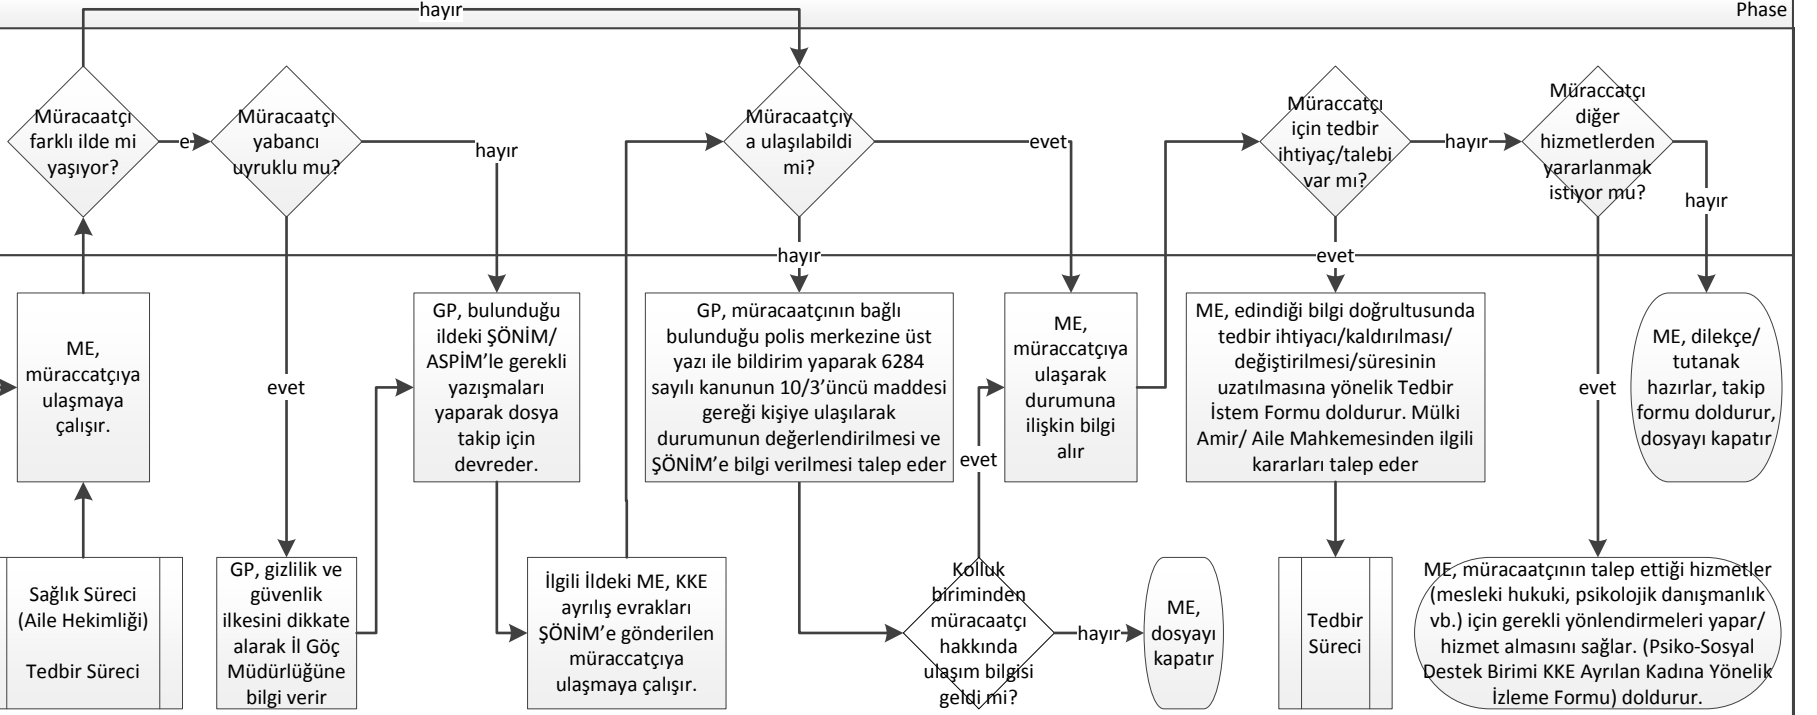 hayır
Phase
Müracaatçı
farklı ilde mi
yaşıyor?
e
Müracaatçı
yabancı
uyruklu mu?
hayır
Müracaatçıy
a ulaşılabildi
mi?
evet
Müraccatçı
için tedbir
ihtiyaç/talebi
var mı?
hayır
Müraccatçı
diğer
hizmetlerden
yararlanmak
istiyor mu?
hayır
hayır
evet
ME,
müraccatçıya
ulaşmaya
çalışır.
evet
GP, bulunduğu
ildeki ŞÖNİM/
ASPİM’le gerekli
yazışmaları
yaparak dosya
takip için
devreder.
GP, müracaatçının bağlı
bulunduğu polis merkezine üst
yazı ile bildirim yaparak 6284
sayılı kanunun 10/3’üncü maddesi
gereği kişiye ulaşılarak
durumunun değerlendirilmesi ve
ŞÖNİM’e bilgi verilmesi talep eder
evet
ME,
müraccatçıya
ulaşarak
durumuna
ilişkin bilgi
alır
ME, edindiği bilgi doğrultusunda
tedbir ihtiyacı/kaldırılması/
değiştirilmesi/süresinin
uzatılmasına yönelik Tedbir
İstem Formu doldurur. Mülki
Amir/ Aile Mahkemesinden ilgili
kararları talep eder
evet
ME, dilekçe/
tutanak
hazırlar, takip
formu doldurur,
dosyayı kapatır
Sağlık Süreci
(Aile Hekimliği)
Tedbir Süreci
GP, gizlilik ve
güvenlik
ilkesini dikkate
alarak İl Göç
Müdürlüğüne
bilgi verir
İlgili İldeki ME, KKE
ayrılış evrakları
ŞÖNİM’e gönderilen
müraccatçıya
ulaşmaya çalışır.
Kolluk
biriminden
müracaatçı
hakkında
ulaşım bilgisi
geldi mi?
hayır
ME,
dosyayı
kapatır
Tedbir
Süreci
ME, müracaatçının talep ettiği hizmetler
(mesleki hukuki, psikolojik danışmanlık
vb.) için gerekli yönlendirmeleri yapar/
hizmet almasını sağlar. (Psiko-Sosyal
Destek Birimi KKE Ayrılan Kadına Yönelik
İzleme Formu) doldurur.